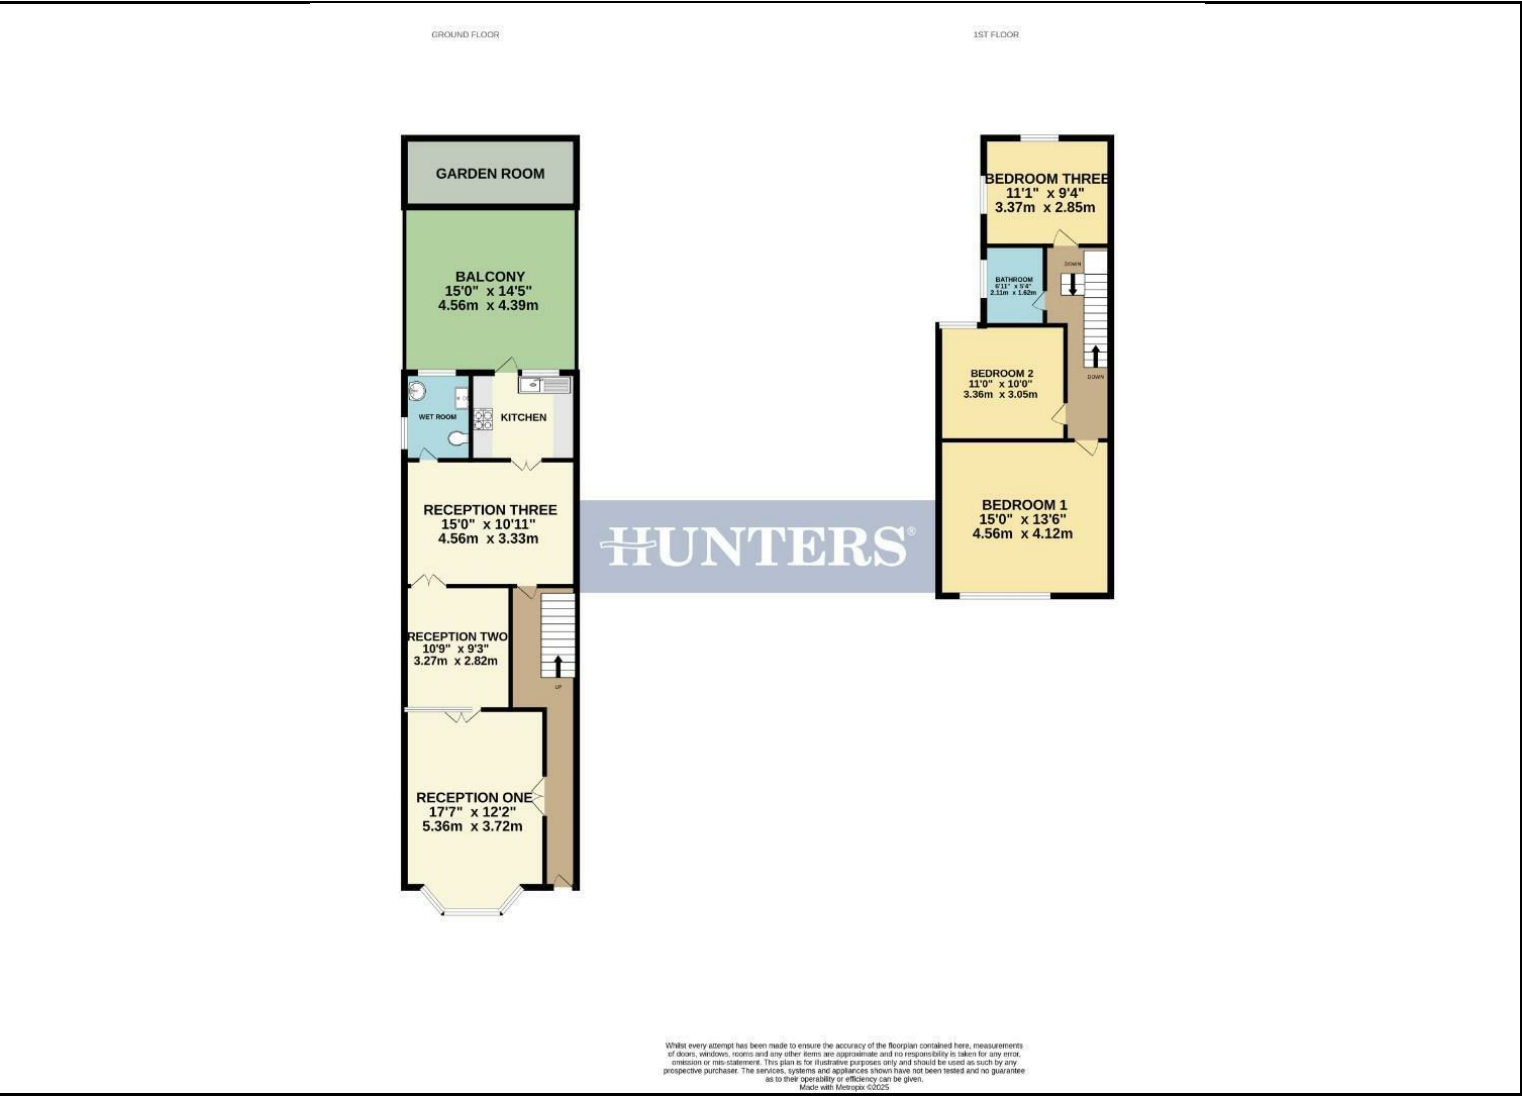 GROUND FLOOR
1ST FLOOR
GARDEN ROOM
BALCONY
15'0" x 14'5"
4.56m x 4.39m
WET ROOM
KITCHEN
RECEPTION THREE
15'0" x 10'11"
4.56m x 3.33m
RECEPTION TWO
10'9" x 9'3"
3.27m x 2.82m
UP
RECEPTION ONE
17'7" x 12'2"
5.36m x 3.72m
BEDROOM THREE
11'1" x 9'4"
3.37m x 2.85m
DOWN
BATHROOM
6'11" x 5'4"
2.11m x 1.62m
BEDROOM 2
11'0" x 10'0"
3.36m x 3.05m
DOWN
BEDROOM 1
15'0" x 13'6"
4.56m x 4.12m
HUNTERS®
Whilst every attempt has been made to ensure the accuracy of the floorplan contained here, measurements
of doors, windows, rooms and any other items are approximate and no responsibility is taken for any error,
omission or mis-statement. This plan is for illustrative purposes only and should be used as such by any
prospective purchaser. The services, systems and appliances shown have not been tested and no guarantee
as to their operability or efficiency can be given.
Made with Metropix ©2025